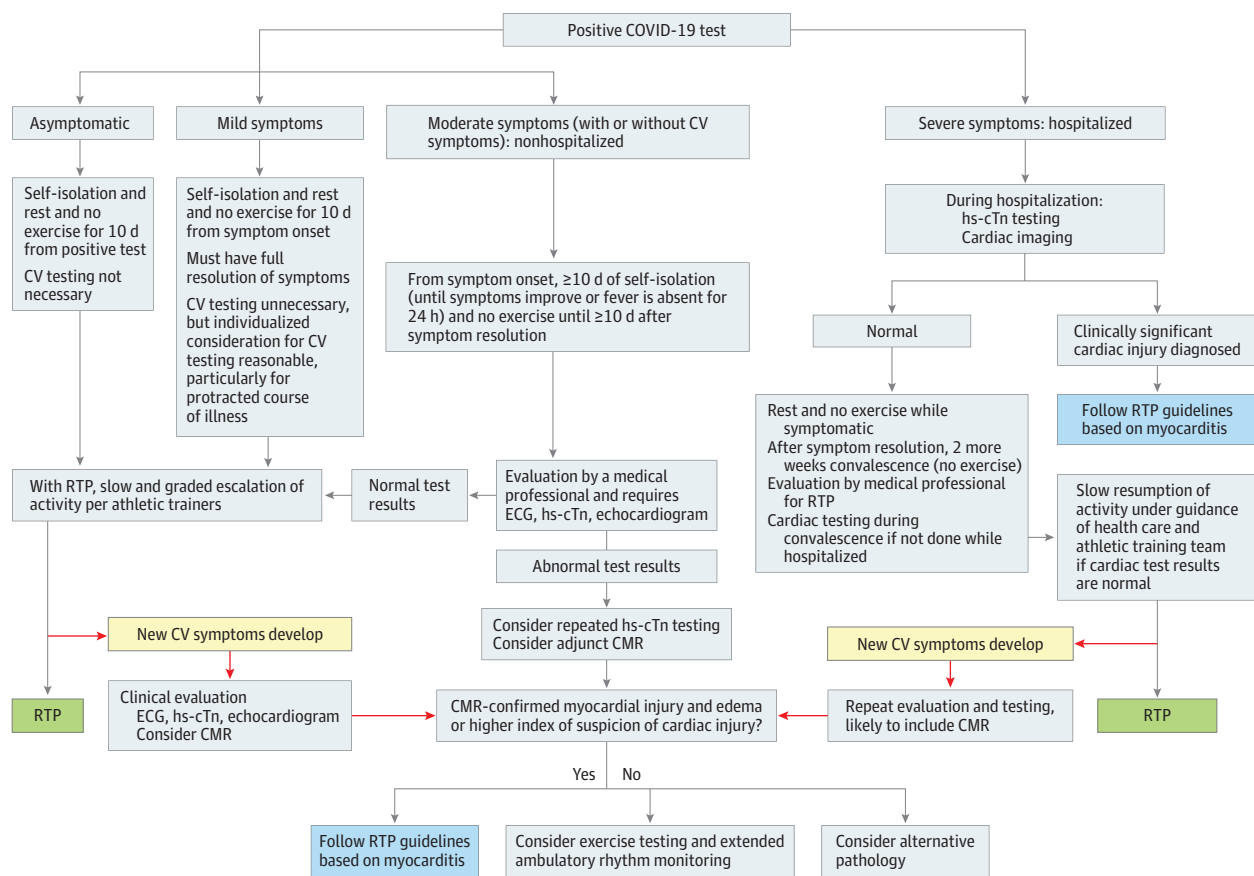 Positive COVID-19 test
Asymptomatic
Mild symptoms
Moderate symptoms (with or without CV
symptoms): nonhospitalized
Severe symptoms: hospitalized
Self-isolation and
rest and no
exercise for 10 d
from positive test
CV testing not
necessary
Self-isolation and rest
and no exercise for 10 d
from symptom onset
Must have full
resolution of symptoms
CV testing unnecessary,
but individualized
consideration for CV
testing reasonable,
particularly for
protracted course
of illness
From symptom onset, ≥10 d of self-isolation
(until symptoms improve or fever is absent for
24 h) and no exercise until ≥10 d after
symptom resolution
During hospitalization:
hs-cTn testing
Cardiac imaging
Normal
Clinically significant
cardiac injury diagnosed
Rest and no exercise while
symptomatic
After symptom resolution, 2 more
weeks convalescence (no exercise)
Evaluation by medical professional
for RTP
Cardiac testing during
convalescence if not done while
hospitalized
Follow RTP guidelines
based on myocarditis
With RTP, slow and graded escalation of
activity per athletic trainers
Normal test
results
Evaluation by a medical
professional and requires
ECG, hs-cTn, echocardiogram
Slow resumption of
activity under guidance
of health care and
athletic training team
if cardiac test results
are normal
Abnormal test results
Consider repeated hs-cTn testing
Consider adjunct CMR
New CV symptoms develop
New CV symptoms develop
RTP
Clinical evaluation
ECG, hs-cTn, echocardiogram
Consider CMR
CMR-confirmed myocardial injury and edema
or higher index of suspicion of cardiac injury?
Repeat evaluation and testing,
likely to include CMR
RTP
Yes
No
Follow RTP guidelines
based on myocarditis
Consider exercise testing and extended
ambulatory rhythm monitoring
Consider alternative
pathology